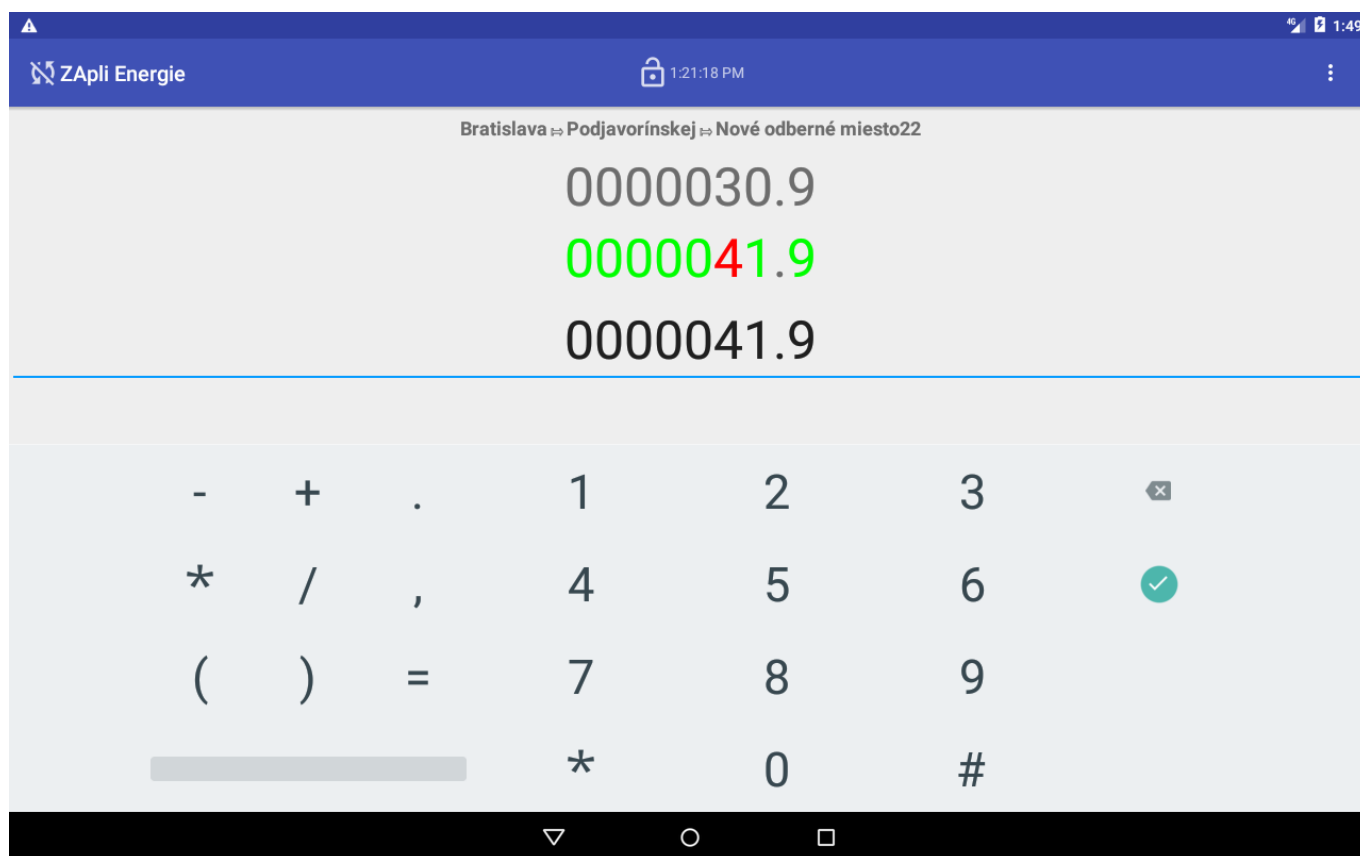 4G 1:49
ZApli Energie 1:21:18 PM
Bratislava ⇔ Podjavorínskej ⇔ Nové odberné miesto22
0000030.9
0000041.9
0000041.9
- + . 1 2 3
* / , 4 5 6
( ) = 7 8 9
* 0 #